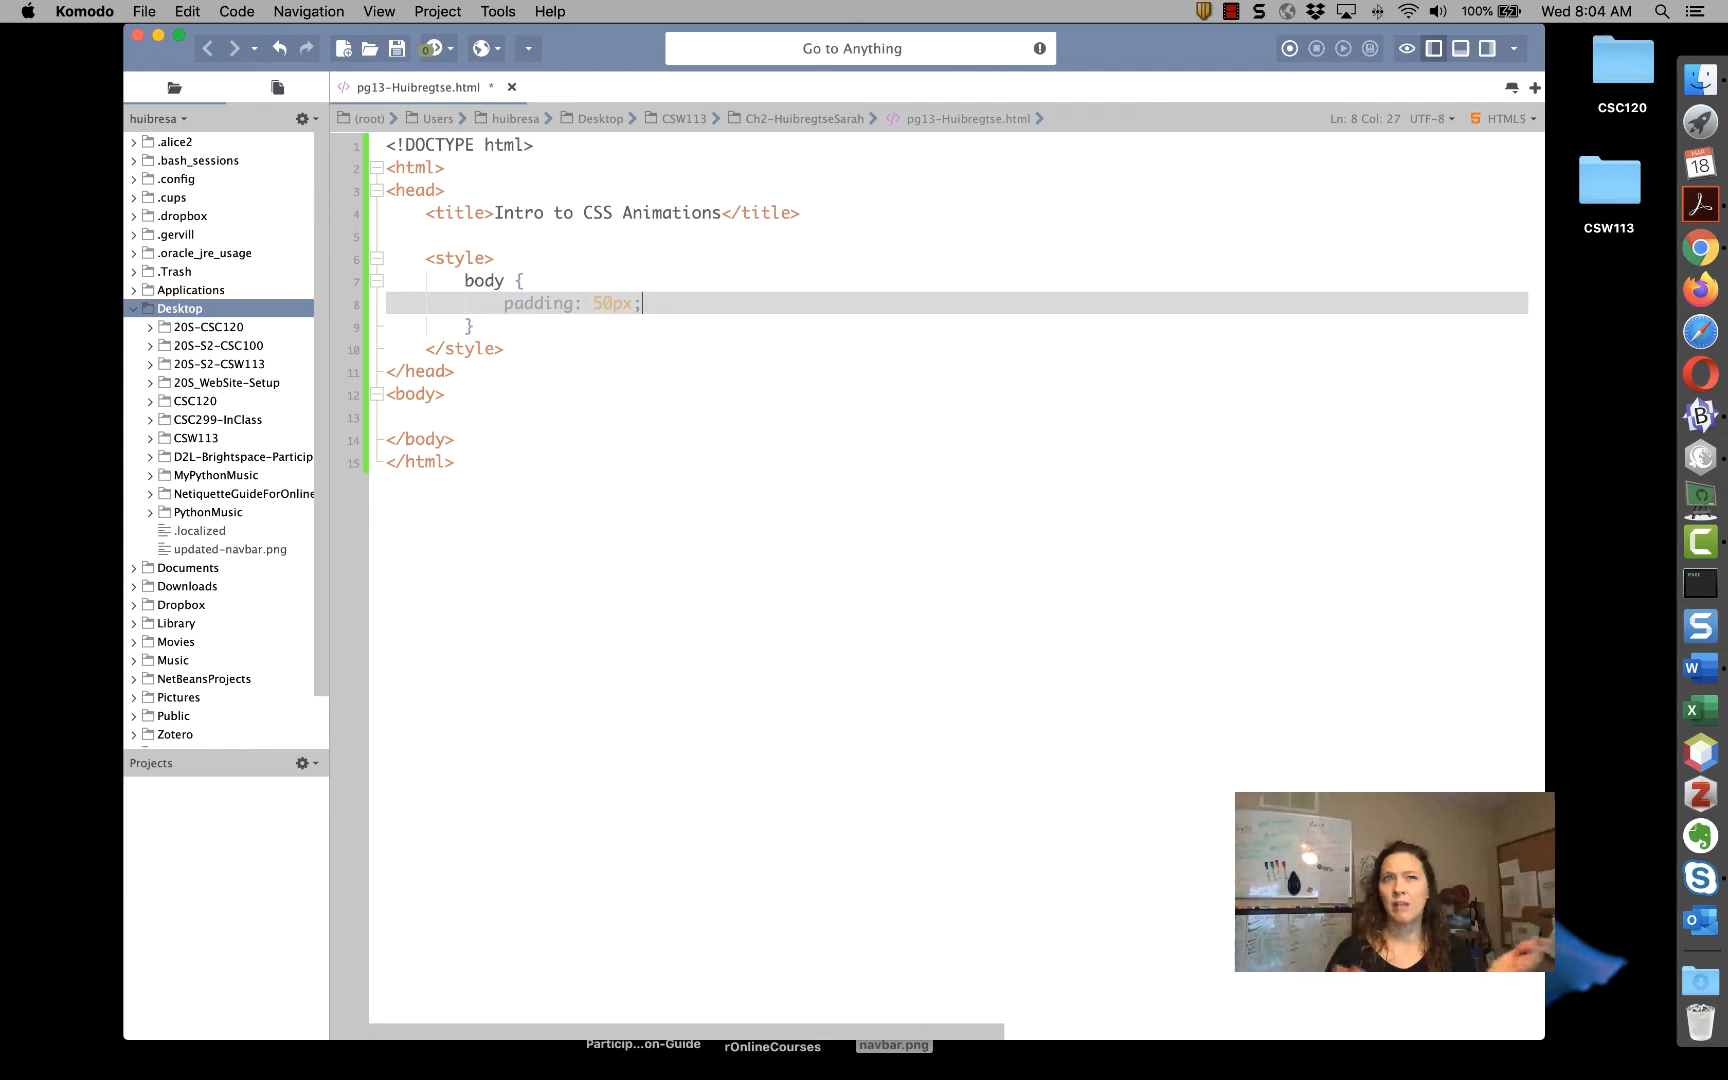 Komodo File Edit Code Navigation View Project Tools Help
100% Wed 8:04 AM
Go to Anything
CSC120
CSW113
MAR
18
pg13-Huibregtse.html *
huibresa
(root) Users huibresa Desktop CSW113 Ch2-HuibregtseSarah pg13-Huibregtse.html
Ln: 8 Col: 27 UTF-8 HTML5
.alice2
.bash_sessions
.config
.cups
.dropbox
.gervill
.oracle_jre_usage
.Trash
Applications
Desktop
20S-CSC120
20S-S2-CSC100
20S-S2-CSW113
20S_WebSite-Setup
CSC120
CSC299-InClass
CSW113
D2L-Brightspace-Particip
MyPythonMusic
NetiquetteGuideForOnline
PythonMusic
.localized
updated-navbar.png
Documents
Downloads
Dropbox
Library
Movies
Music
NetBeansProjects
Pictures
Public
Zotero
Projects
1 <!DOCTYPE html>
2 <html>
3 <head>
4 <title>Intro to CSS Animations</title>
5
6 <style>
7 body {
8 padding: 50px;
9 }
10 </style>
11 </head>
12 <body>
13
14 </body>
15 </html>
Particip...on-Guide
rOnlineCourses
navbar.png
exec